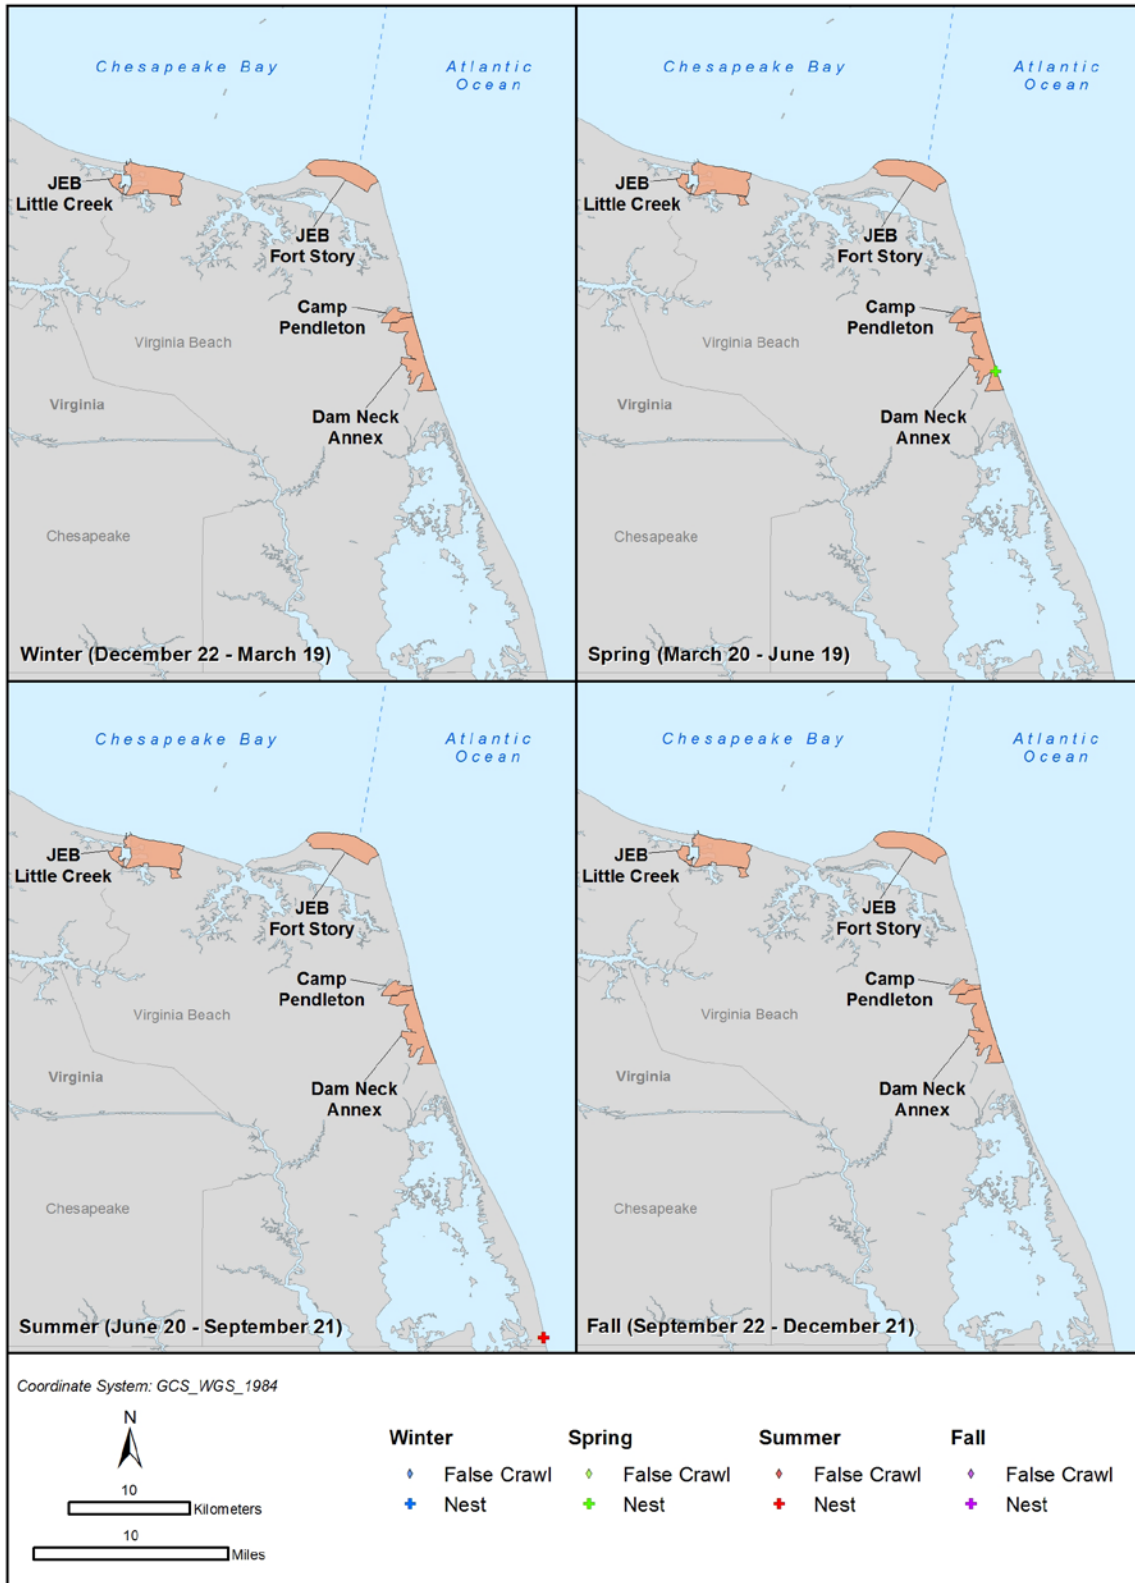 Chesapeake Bay
Atlantic
Ocean
JEB
Little Creek
JEB
Fort Story
Camp
Pendleton
Virginia Beach
Virginia
Dam Neck
Annex
Chesapeake
Winter (December 22 - March 19)
Chesapeake Bay
Atlantic
Ocean
JEB
Little Creek
JEB
Fort Story
Camp
Pendleton
Virginia Beach
Virginia
Dam Neck
Annex
Chesapeake
Spring (March 20 - June 19)
Chesapeake Bay
Atlantic
Ocean
JEB
Little Creek
JEB
Fort Story
Camp
Pendleton
Virginia Beach
Virginia
Dam Neck
Annex
Chesapeake
Summer (June 20 - September 21)
Chesapeake Bay
Atlantic
Ocean
JEB
Little Creek
JEB
Fort Story
Camp
Pendleton
Virginia Beach
Virginia
Dam Neck
Annex
Chesapeake
Fall (September 22 - December 21)
Coordinate System: GCS_WGS_1984
N
10
Kilometers
10
Miles
Winter
False Crawl
Nest
Spring
False Crawl
Nest
Summer
False Crawl
Nest
Fall
False Crawl
Nest